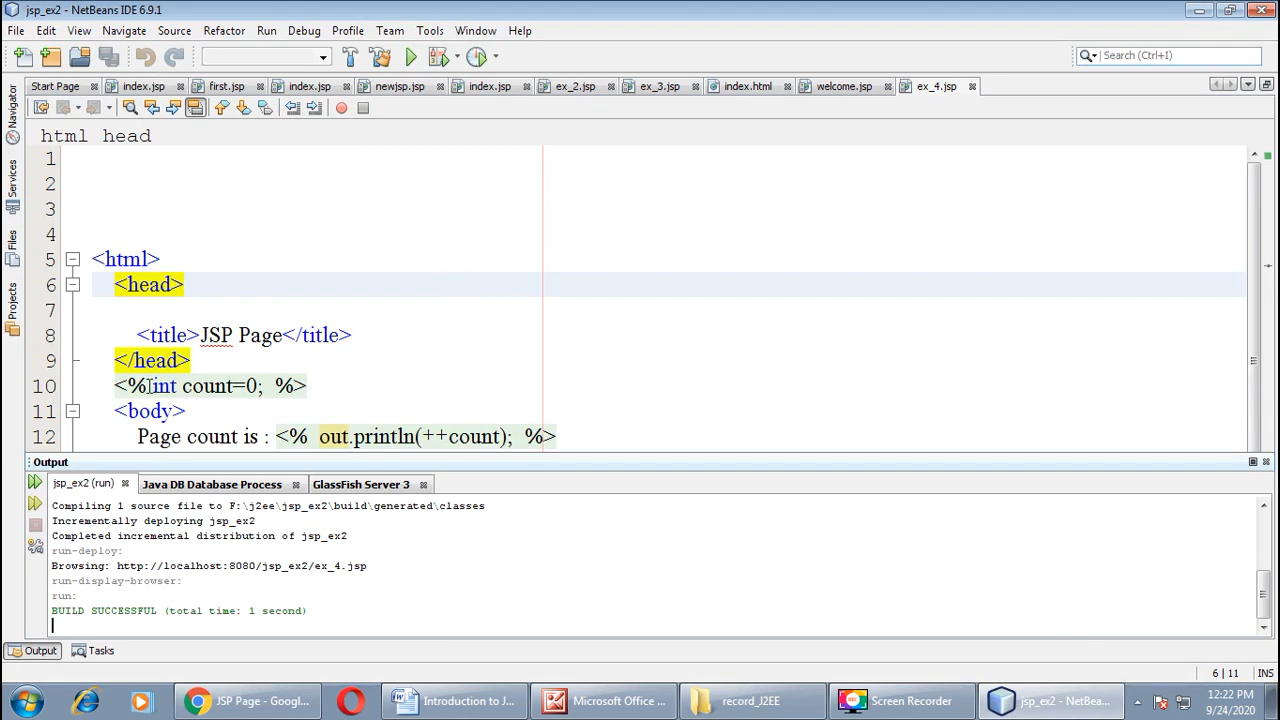 jsp_ex2 - NetBeans IDE 6.9.1
File Edit View Navigate Source Refactor Run Debug Profile Team Tools Window Help
Search (Ctrl+I)
Start Page index.jsp first.jsp index.jsp newjsp.jsp index.jsp ex_2.jsp ex_3.jsp index.html welcome.jsp ex_4.jsp
Navigator
Services
Files
Projects
html head
1
2
3
4
5 <html>
6 <head>
7
8 <title>JSP Page</title>
9 </head>
10 <%int count=0; %>
11 <body>
12 Page count is : <% out.println(++count); %>
Output
jsp_ex2 (run) Java DB Database Process GlassFish Server 3
Compiling 1 source file to F:\j2ee\jsp_ex2\build\generated\classes
Incrementally deploying jsp_ex2
Completed incremental distribution of jsp_ex2
run-deploy:
Browsing: http://localhost:8080/jsp_ex2/ex_4.jsp
run-display-browser:
run:
BUILD SUCCESSFUL (total time: 1 second)
Output Tasks
6 | 11 INS
JSP Page - Googl... Introduction to J... Microsoft Office ... record_J2EE Screen Recorder jsp_ex2 - NetBea...
12:22 PM
9/24/2020